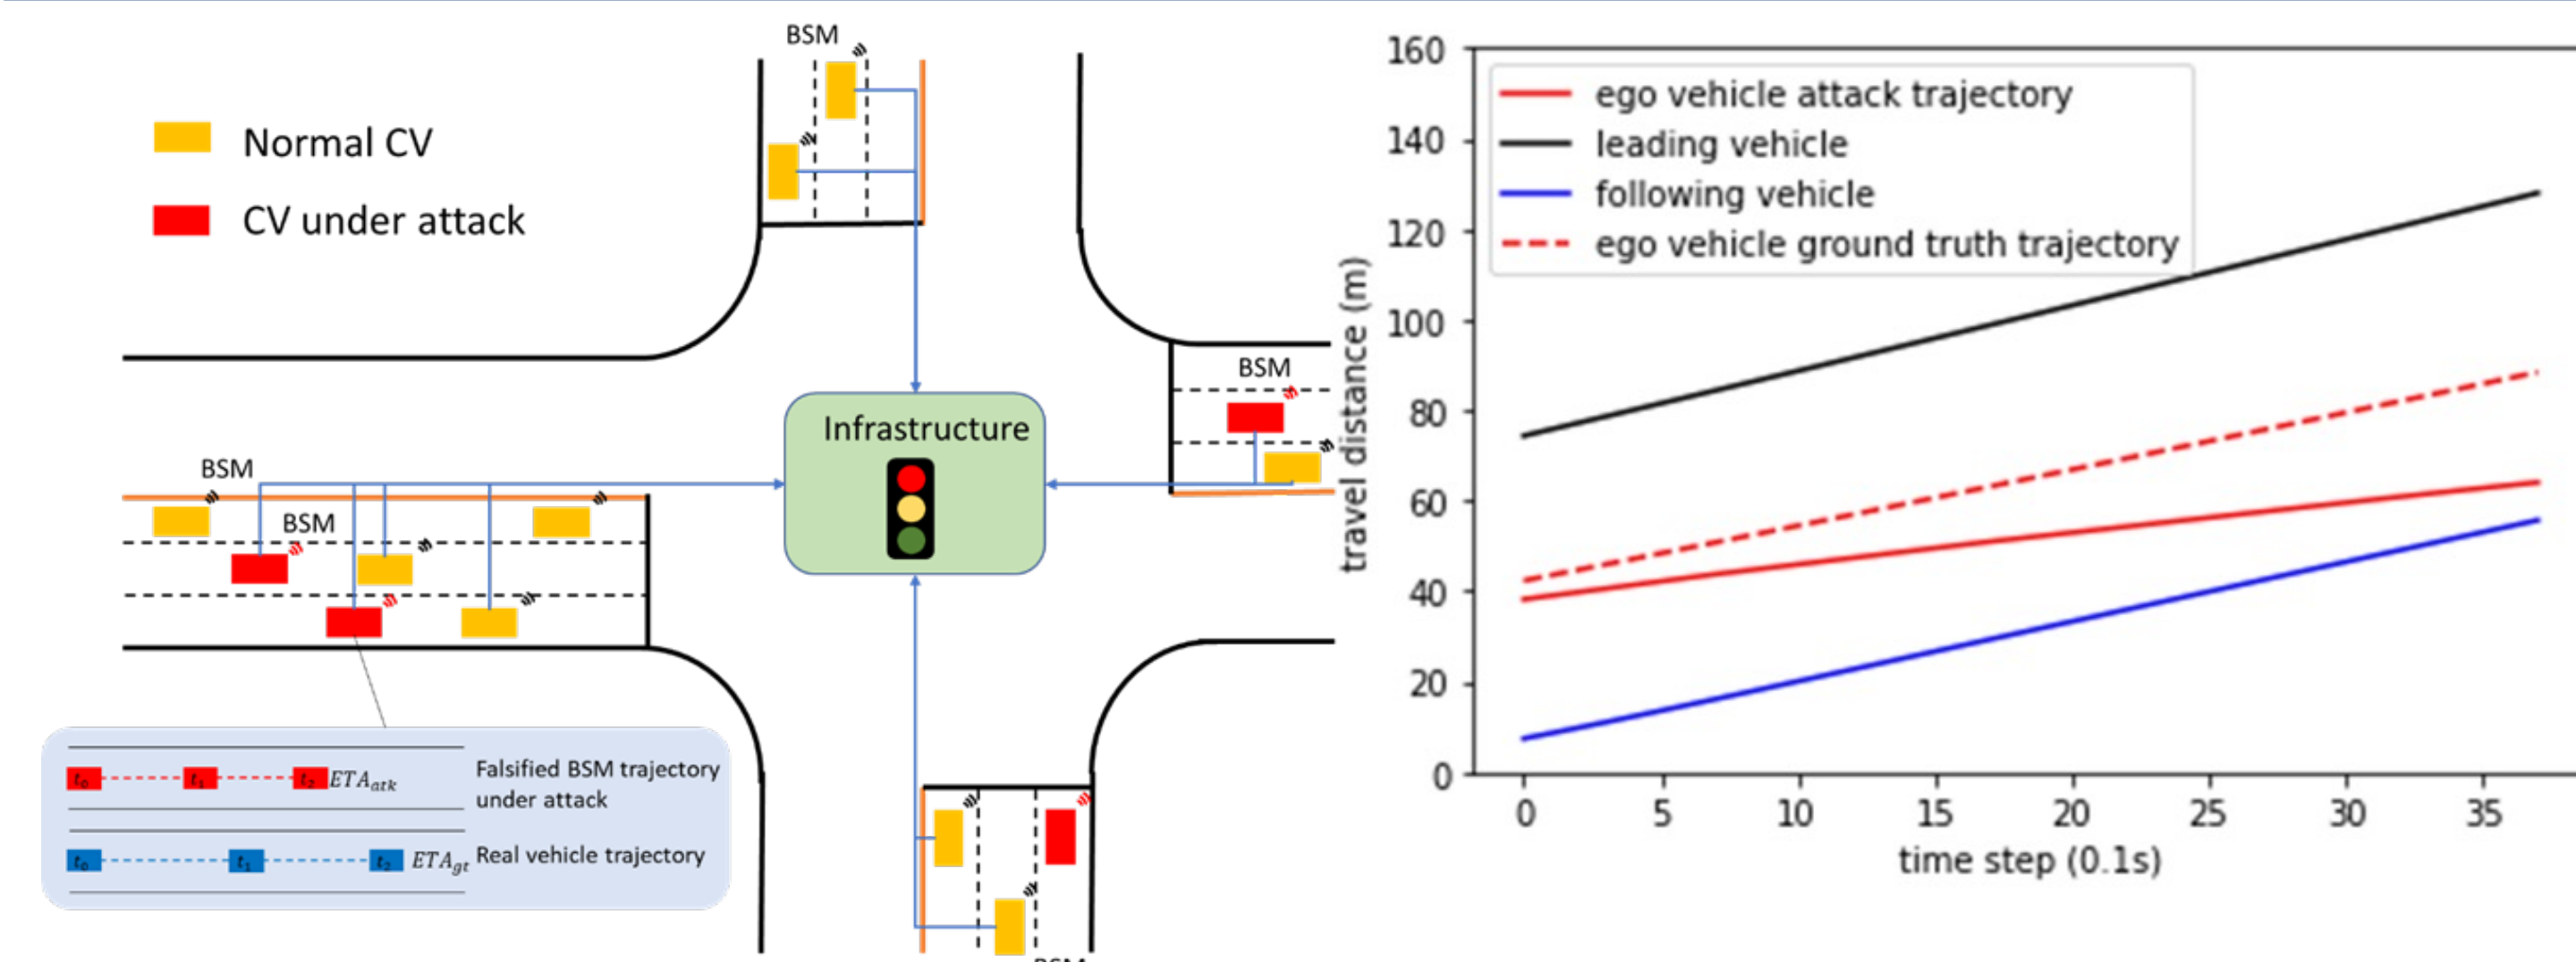 BSM
Normal CV
CV under attack
BSM
Infrastructure
BSM
BSM
t₀ t₁ t₂ ETAₐₜₖ
Falsified BSM trajectory
under attack
t₀ t₁ t₂ ETA_gt
Real vehicle trajectory
160
140
120
100
80
60
40
20
0
travel distance (m)
ego vehicle attack trajectory
leading vehicle
following vehicle
ego vehicle ground truth trajectory
0 5 10 15 20 25 30 35
time step (0.1s)